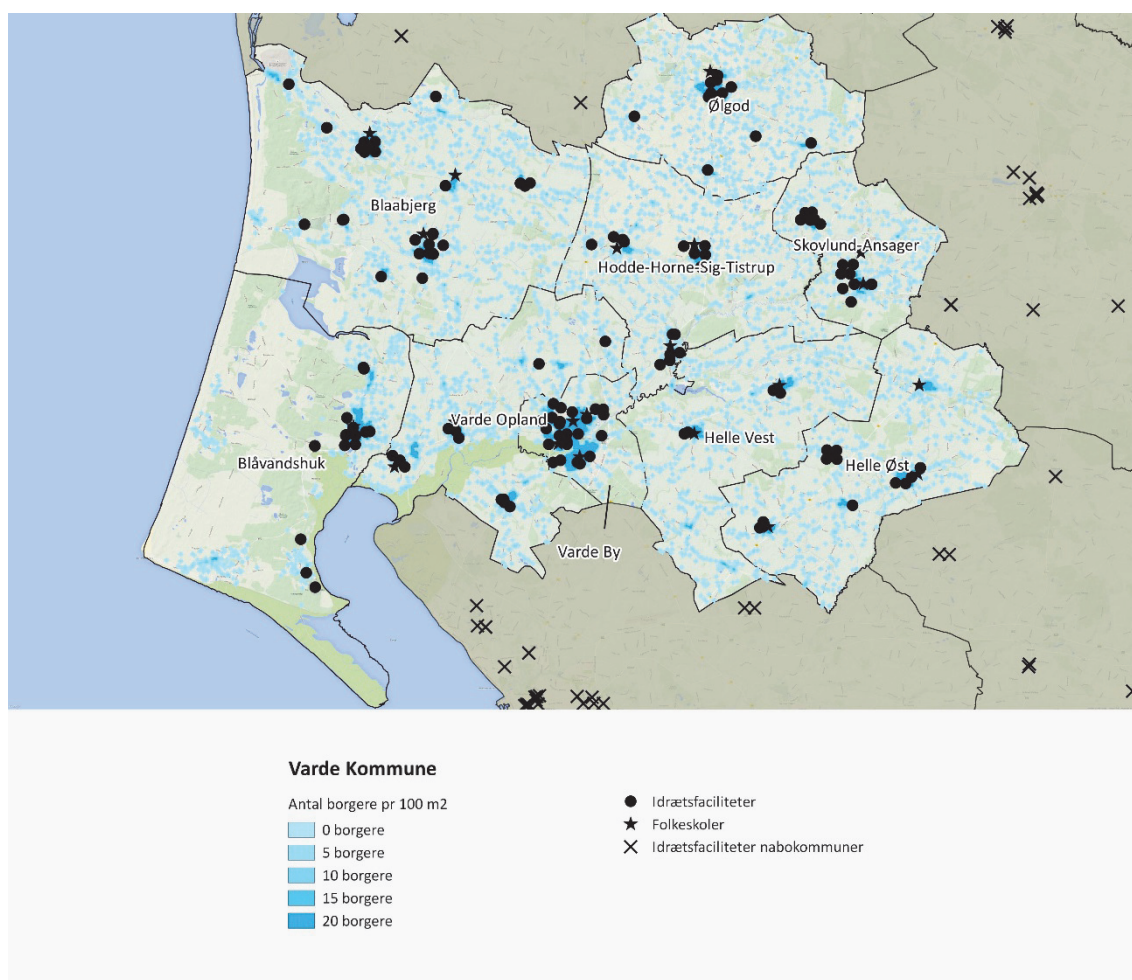 Ølgod
Blaabjerg
Skovlund-Ansager
Hodde-Horne-Sig-Tistrup
Varde Opland
Helle Vest
Blåvandshuk
Helle Øst
Varde By
Varde Kommune
Antal borgere pr 100 m2
0 borgere
5 borgere
10 borgere
15 borgere
20 borgere
Idrætsfaciliteter
Folkeskoler
Idrætsfaciliteter nabokommuner